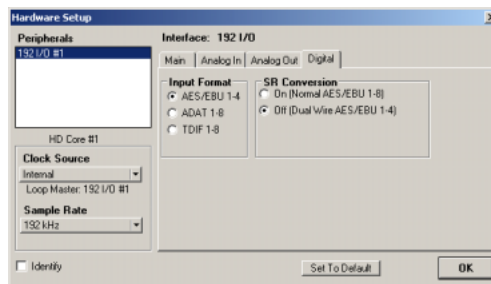 Hardware Setup
Peripherals
192 I/O #1
HD Core #1
Clock Source
Internal
Loop Master: 192 I/O #1
Sample Rate
192 kHz
Identify
Interface: 192 I/O
Main
Analog In
Analog Out
Digital
Input Format
AES/EBU 1-4
ADAT 1-8
TDIF 1-8
SR Conversion
On (Normal AES/EBU 1-8)
Off (Dual Wire AES/EBU 1-4)
Set To Default
OK